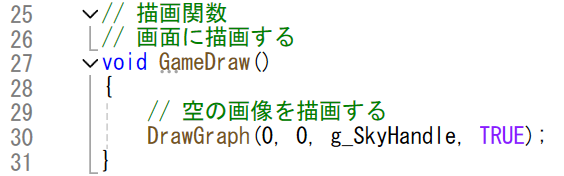 25 // 描画関数
26 // 画面に描画する
27 void GameDraw()
28 {
29 // 空の画像を描画する
30 DrawGraph(0, 0, g_SkyHandle, TRUE);
31 }